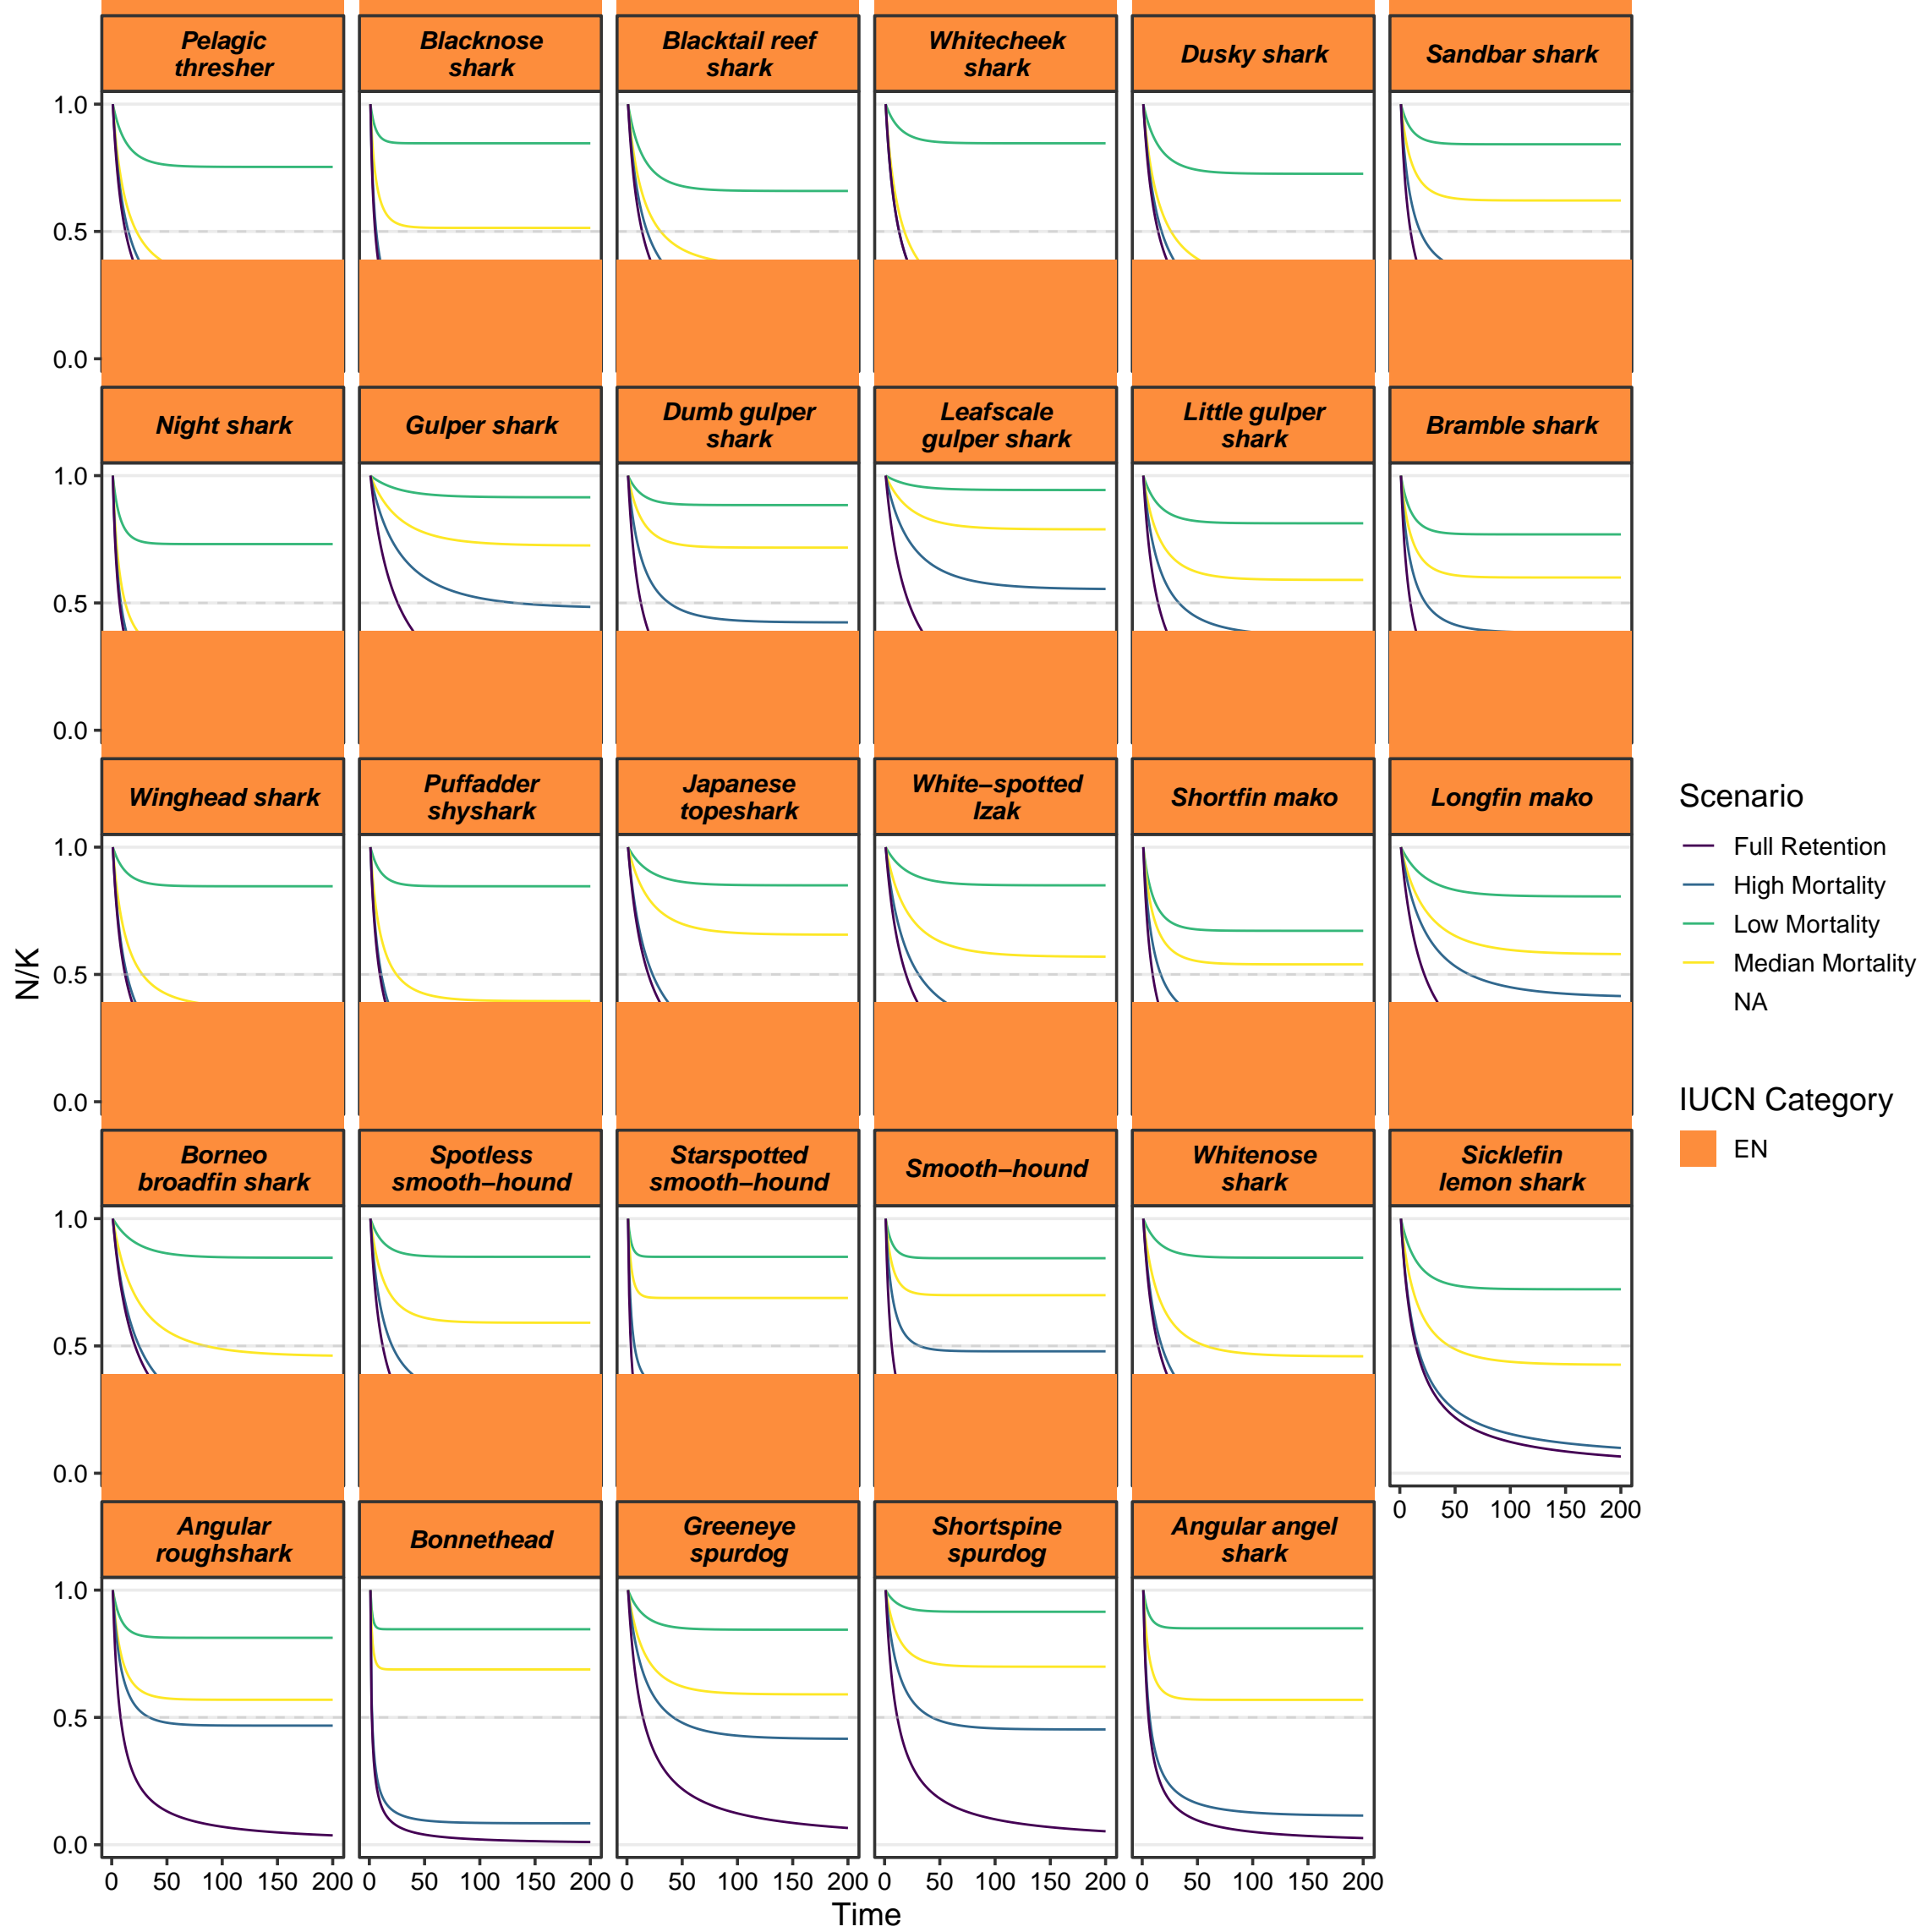 Pelagic
thresher
Blacknose
shark
Blacktail reef
shark
Whitecheek
shark
Dusky shark
Sandbar shark
1.0
0.5
0.0
Night shark
Gulper shark
Dumb gulper
shark
Leafscale
gulper shark
Little gulper
shark
Bramble shark
1.0
0.5
0.0
Winghead shark
Puffadder
shyshark
Japanese
topeshark
White–spotted
Izak
Shortfin mako
Longfin mako
1.0
0.5
0.0
Borneo
broadfin shark
Spotless
smooth–hound
Starspotted
smooth–hound
Smooth–hound
Whitenose
shark
Sicklefin
lemon shark
1.0
0.5
0.0
0 50 100 150 200
Angular
roughshark
Bonnethead
Greeneye
spurdog
Shortspine
spurdog
Angular angel
shark
1.0
0.5
0.0
0 50 100 150 200
0 50 100 150 200
0 50 100 150 200
0 50 100 150 200
0 50 100 150 200
Time
N/K
Scenario
Full Retention
High Mortality
Low Mortality
Median Mortality
NA
IUCN Category
EN